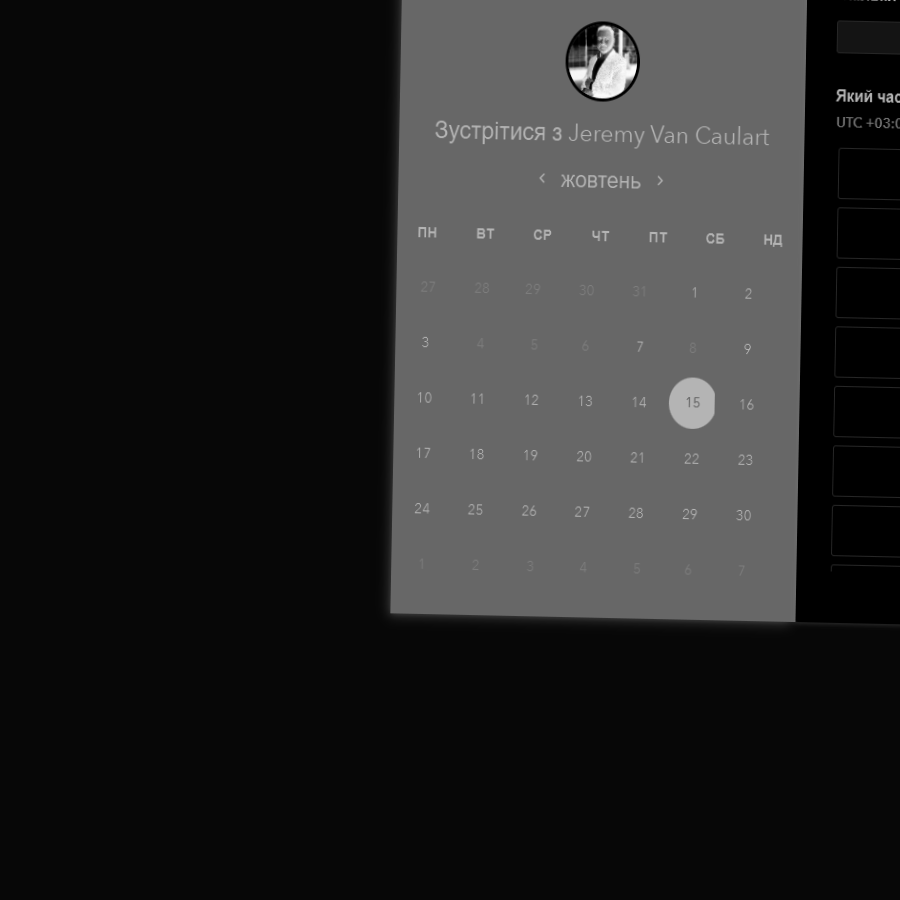 Зустрітися з Jeremy Van Caulart
жовтень
ПН ВТ СР ЧТ ПТ СБ НД
27 28 29 30 31 1 2
3 4 5 6 7 8 9
10 11 12 13 14 15 16
17 18 19 20 21 22 23
24 25 26 27 28 29 30
1 2 3 4 5 6 7
Який час
UTC +03:0